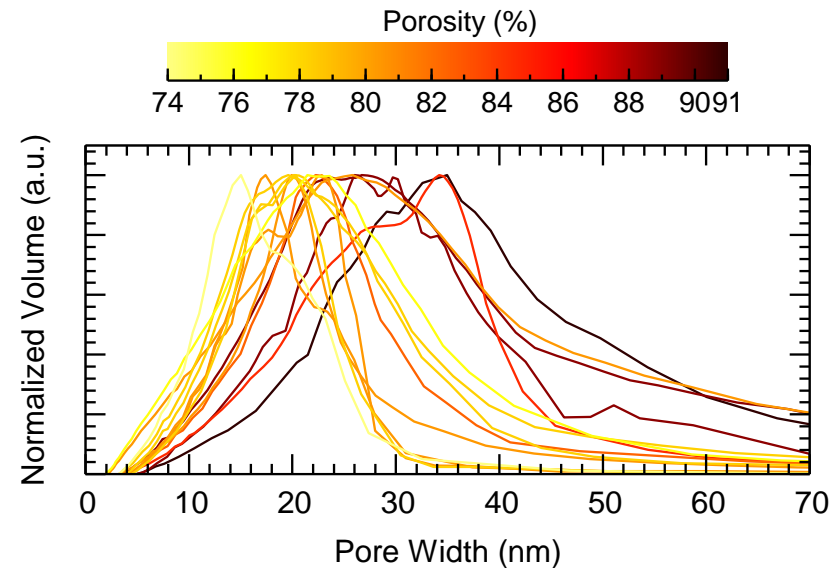 Porosity (%)
74 76 78 80 82 84 86 88 90 91
Normalized Volume (a.u.)
0 10 20 30 40 50 60 70
Pore Width (nm)